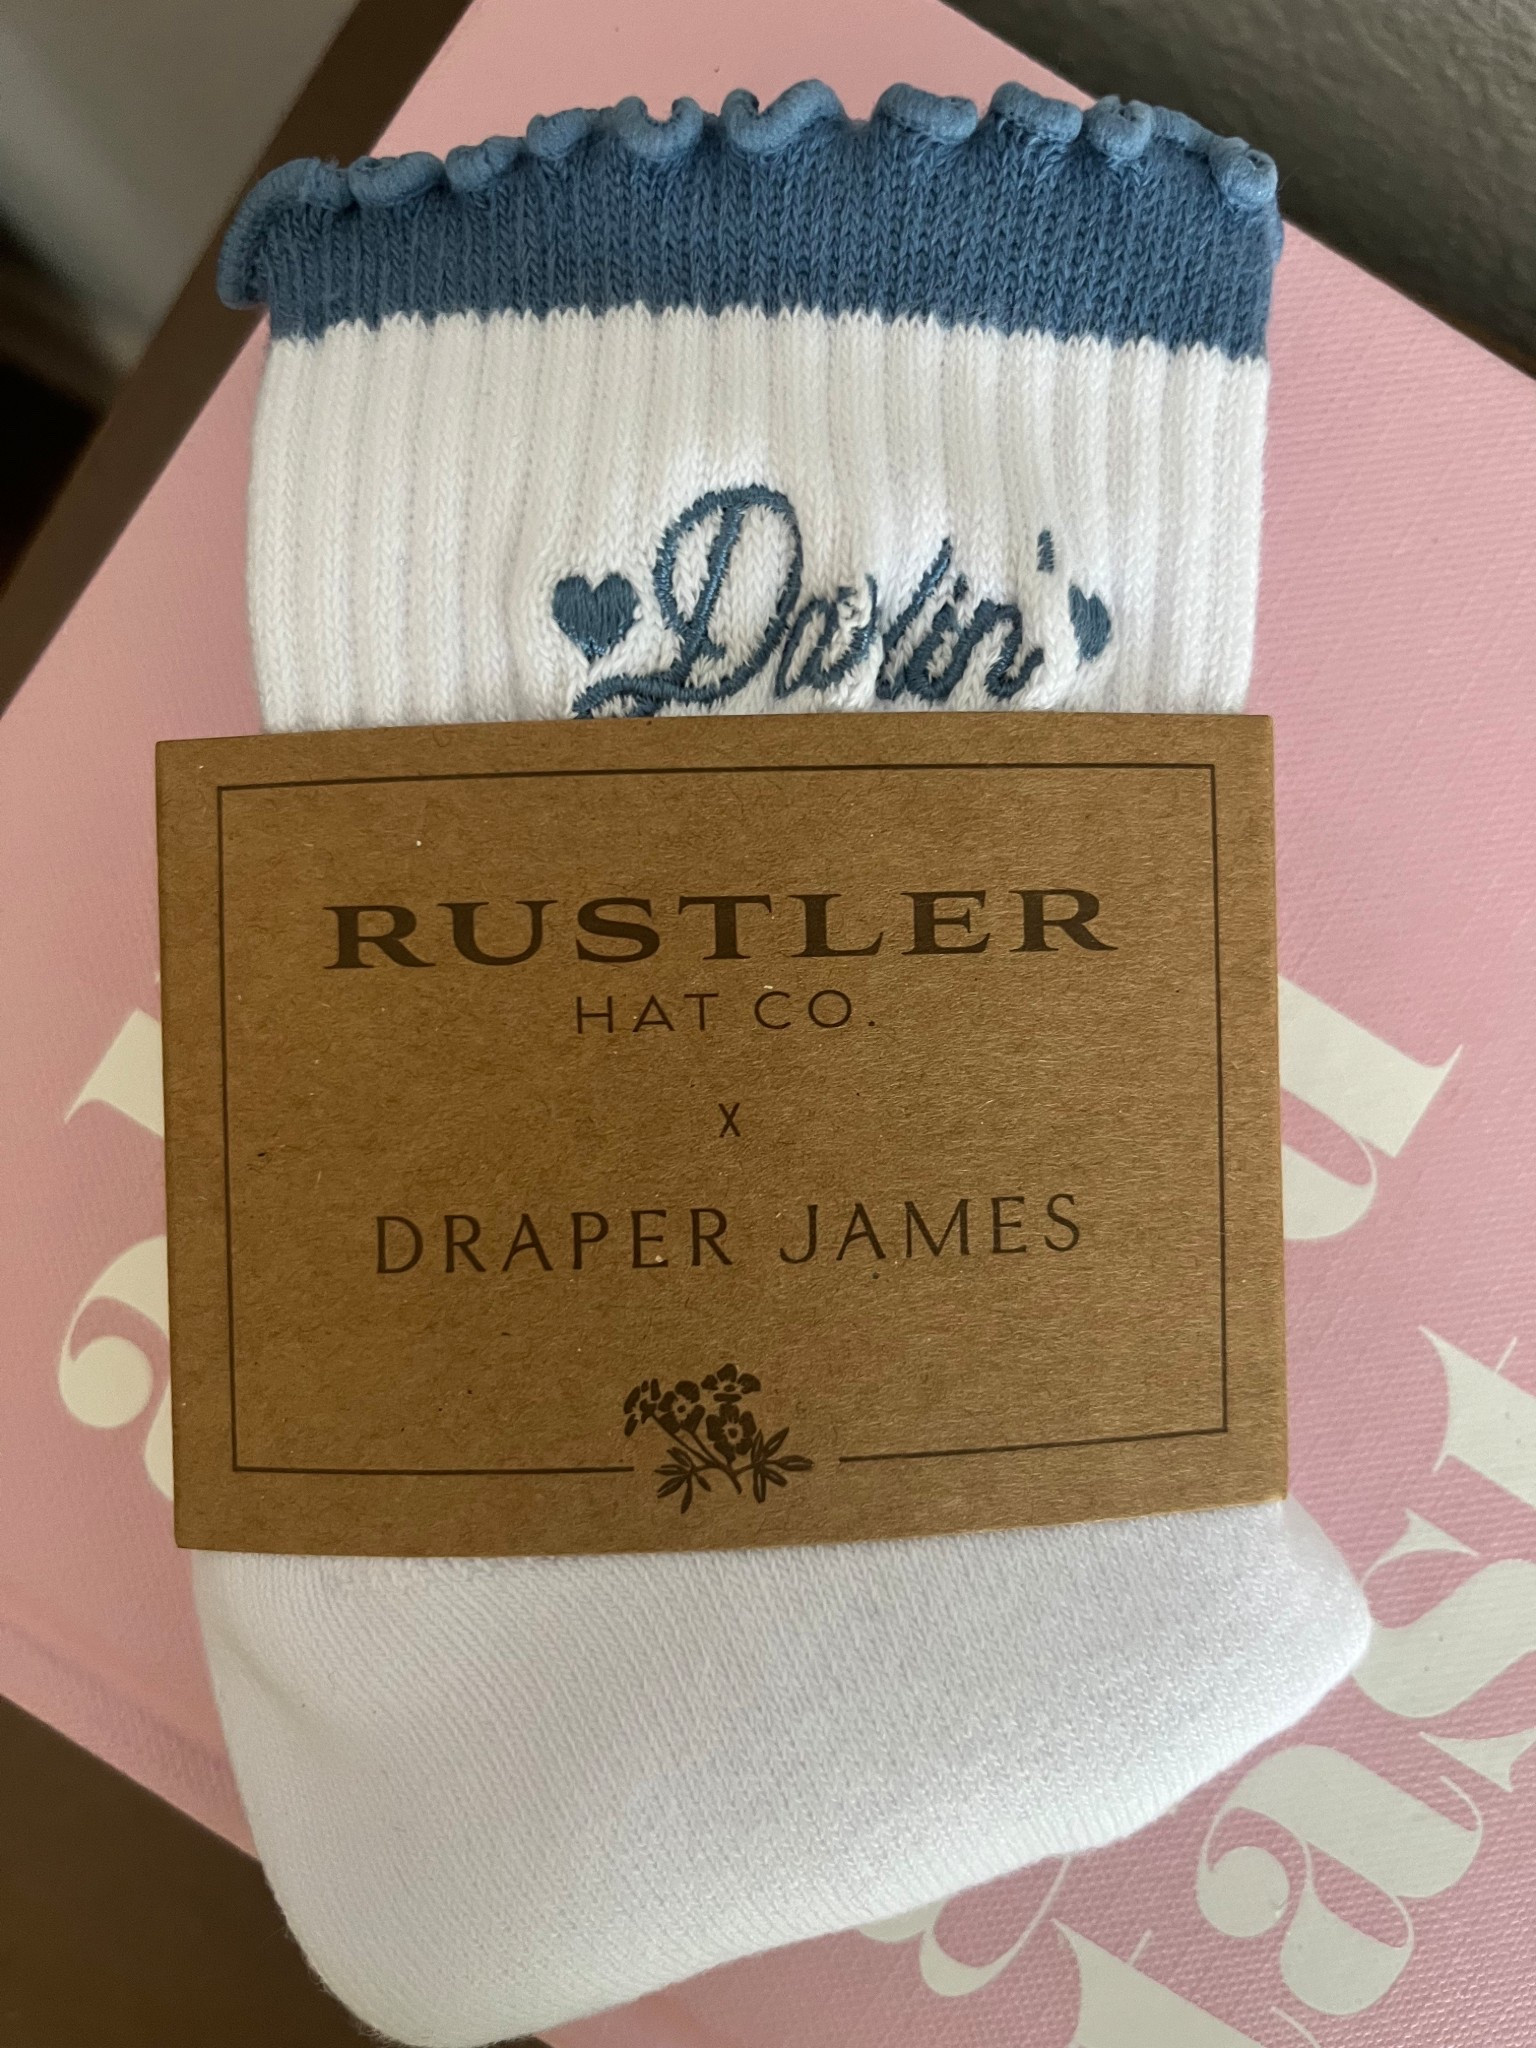 Darlin'
RUSTLER
HAT CO.
X
DRAPER JAMES